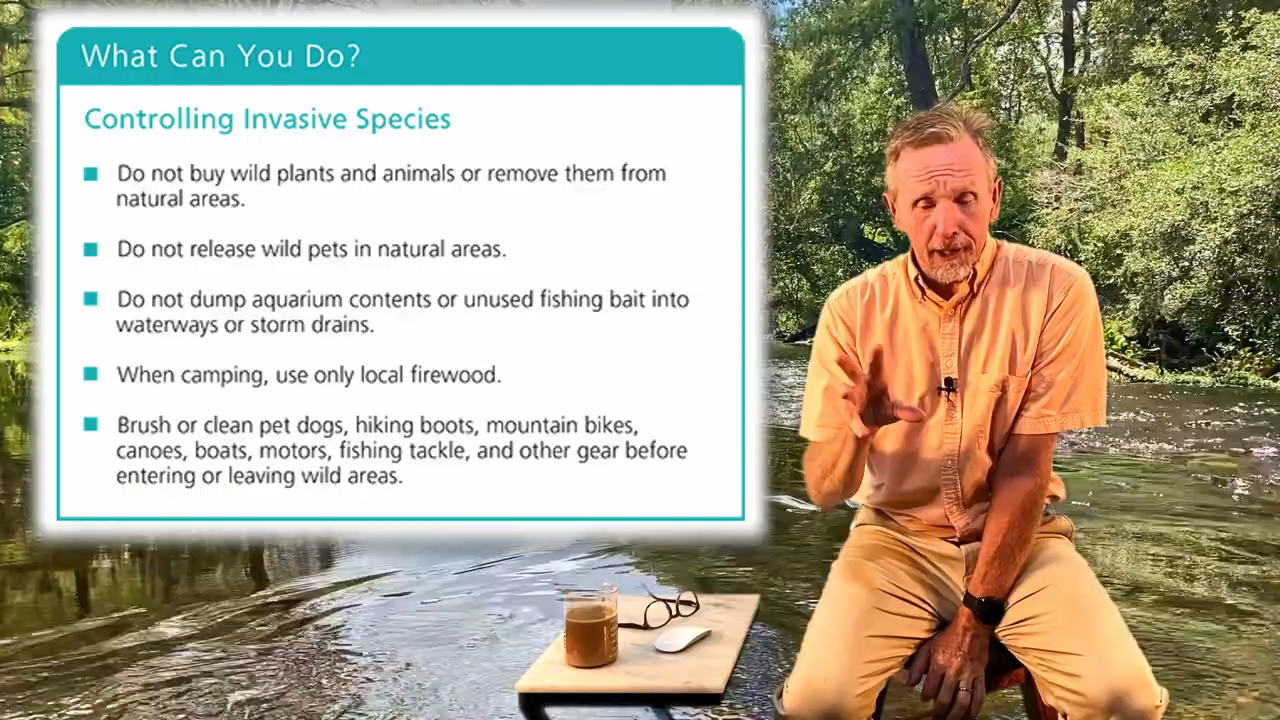 What Can You Do?
Controlling Invasive Species
Do not buy wild plants and animals or remove them from
natural areas.
Do not release wild pets in natural areas.
Do not dump aquarium contents or unused fishing bait into
waterways or storm drains.
When camping, use only local firewood.
Brush or clean pet dogs, hiking boots, mountain bikes,
canoes, boats, motors, fishing tackle, and other gear before
entering or leaving wild areas.